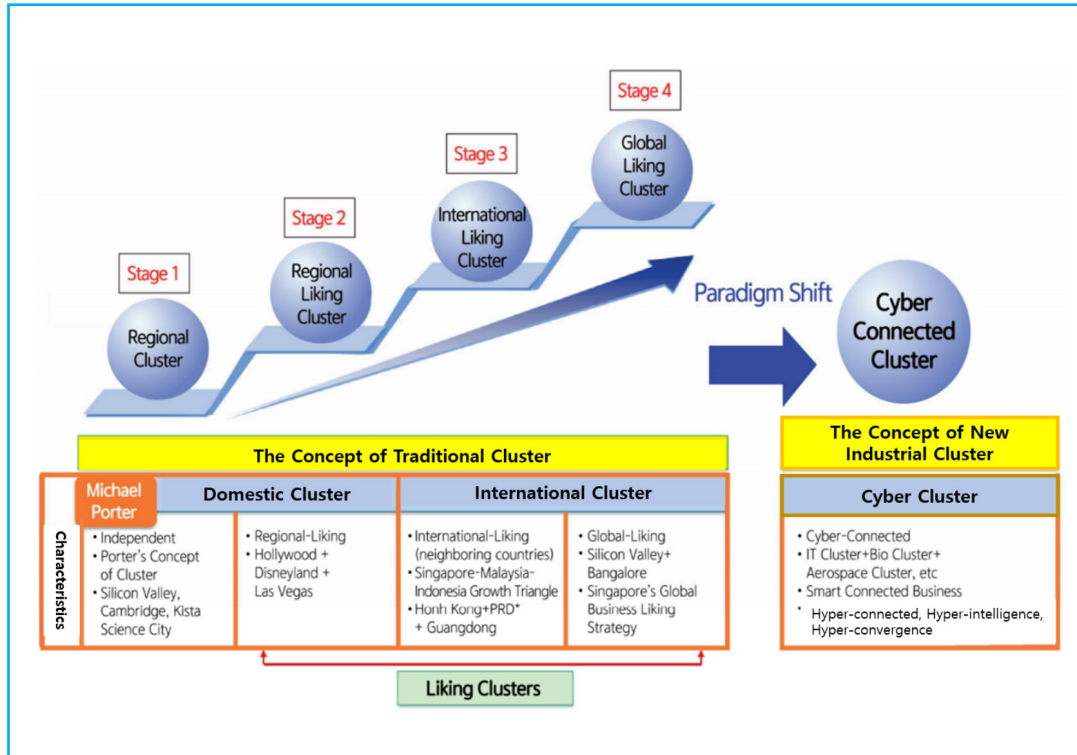 Stage 4
Global
Liking
Cluster
Stage 3
International
Liking
Cluster
Stage 2
Regional
Liking
Cluster
Stage 1
Regional
Cluster
Paradigm Shift
Cyber
Connected
Cluster
The Concept of Traditional Cluster
The Concept of New
Industrial Cluster
Characteristics
Michael
Porter
Domestic Cluster
International Cluster
Cyber Cluster
• Independent
• Porter's Concept
of Cluster
• Silicon Valley,
Cambridge, Kista
Science City
• Regional-Liking
• Hollywood +
Disneyland +
Las Vegas
• International-Liking
(neighboring countries)
• Singapore-Malaysia-
Indonesia Growth Triangle
• Honh Kong+PRD*
+ Guangdong
• Global-Liking
• Silicon Valley+
Bangalore
• Singapore's Global
Business Liking
Strategy
• Cyber-Connected
• IT Cluster+Bio Cluster+
Aerospace Cluster, etc
• Smart Connected Business
• Hyper-connected, Hyper-intelligence,
Hyper-convergence
Liking Clusters